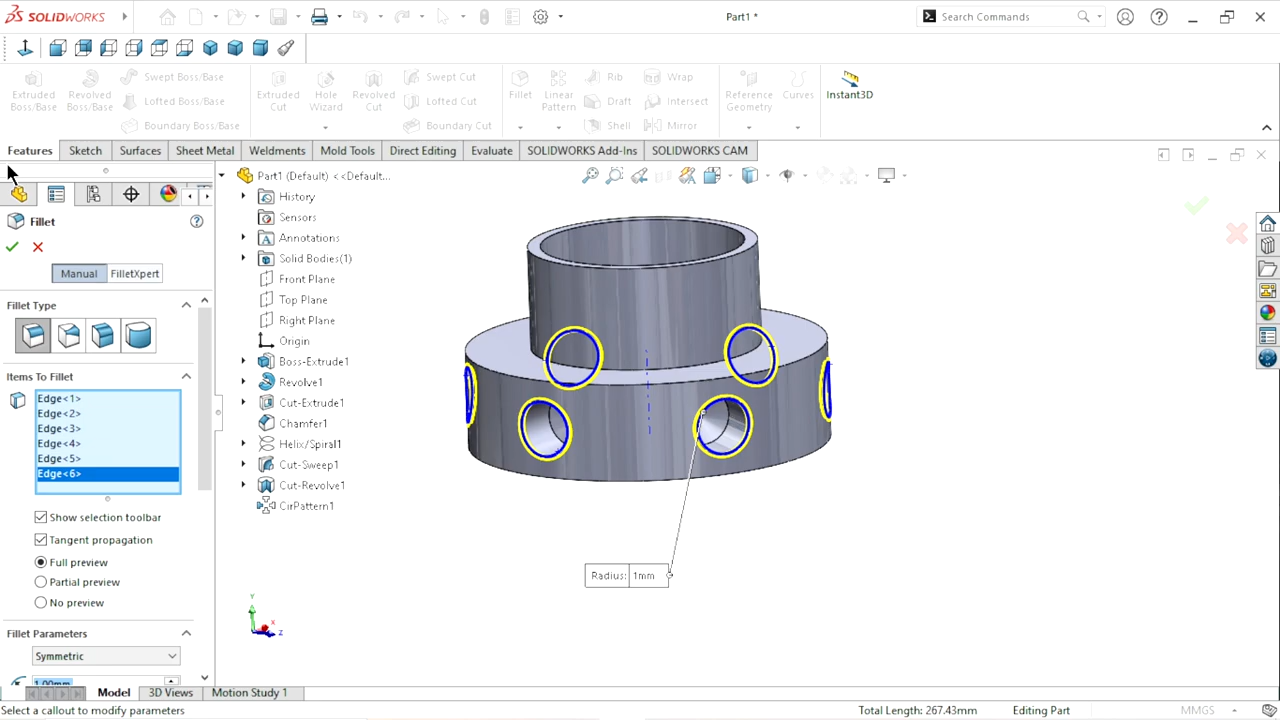 SOLIDWORKS
Part1 *
Search Commands
Extruded Boss/Base
Revolved Boss/Base
Swept Boss/Base
Lofted Boss/Base
Boundary Boss/Base
Extruded Cut
Hole Wizard
Revolved Cut
Swept Cut
Lofted Cut
Boundary Cut
Fillet
Linear Pattern
Rib
Draft
Shell
Wrap
Intersect
Mirror
Reference Geometry
Curves
Instant3D
Features
Sketch
Surfaces
Sheet Metal
Weldments
Mold Tools
Direct Editing
Evaluate
SOLIDWORKS Add-Ins
SOLIDWORKS CAM
Fillet
Manual
FilletXpert
Fillet Type
Items To Fillet
Edge<1>
Edge<2>
Edge<3>
Edge<4>
Edge<5>
Edge<6>
Show selection toolbar
Tangent propagation
Full preview
Partial preview
No preview
Fillet Parameters
Symmetric
1.00mm
Part1 (Default) <<Default...
History
Sensors
Annotations
Solid Bodies(1)
Front Plane
Top Plane
Right Plane
Origin
Boss-Extrude1
Revolve1
Cut-Extrude1
Chamfer1
Helix/Spiral1
Cut-Sweep1
Cut-Revolve1
CirPattern1
Radius: 1mm
Y
X
Z
Model
3D Views
Motion Study 1
Select a callout to modify parameters
Total Length: 267.43mm
Editing Part
MMGS